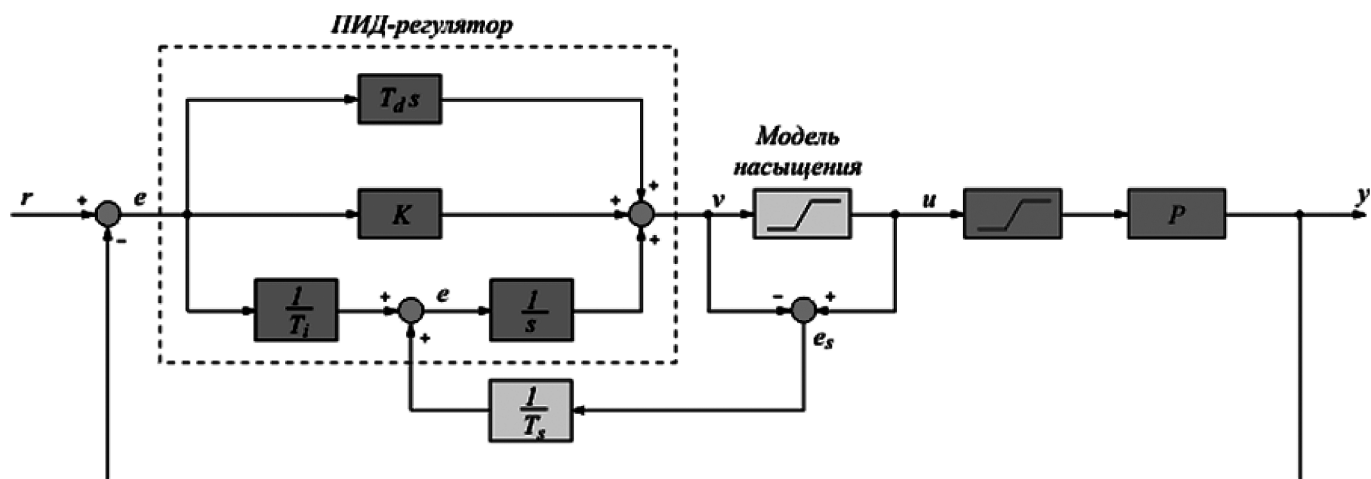 ПИД-регулятор
T_d s
Модель
насыщения
r + e K + + v u P y
-
+
1/T_i + e 1/s - +
+ e_s
1/T_s